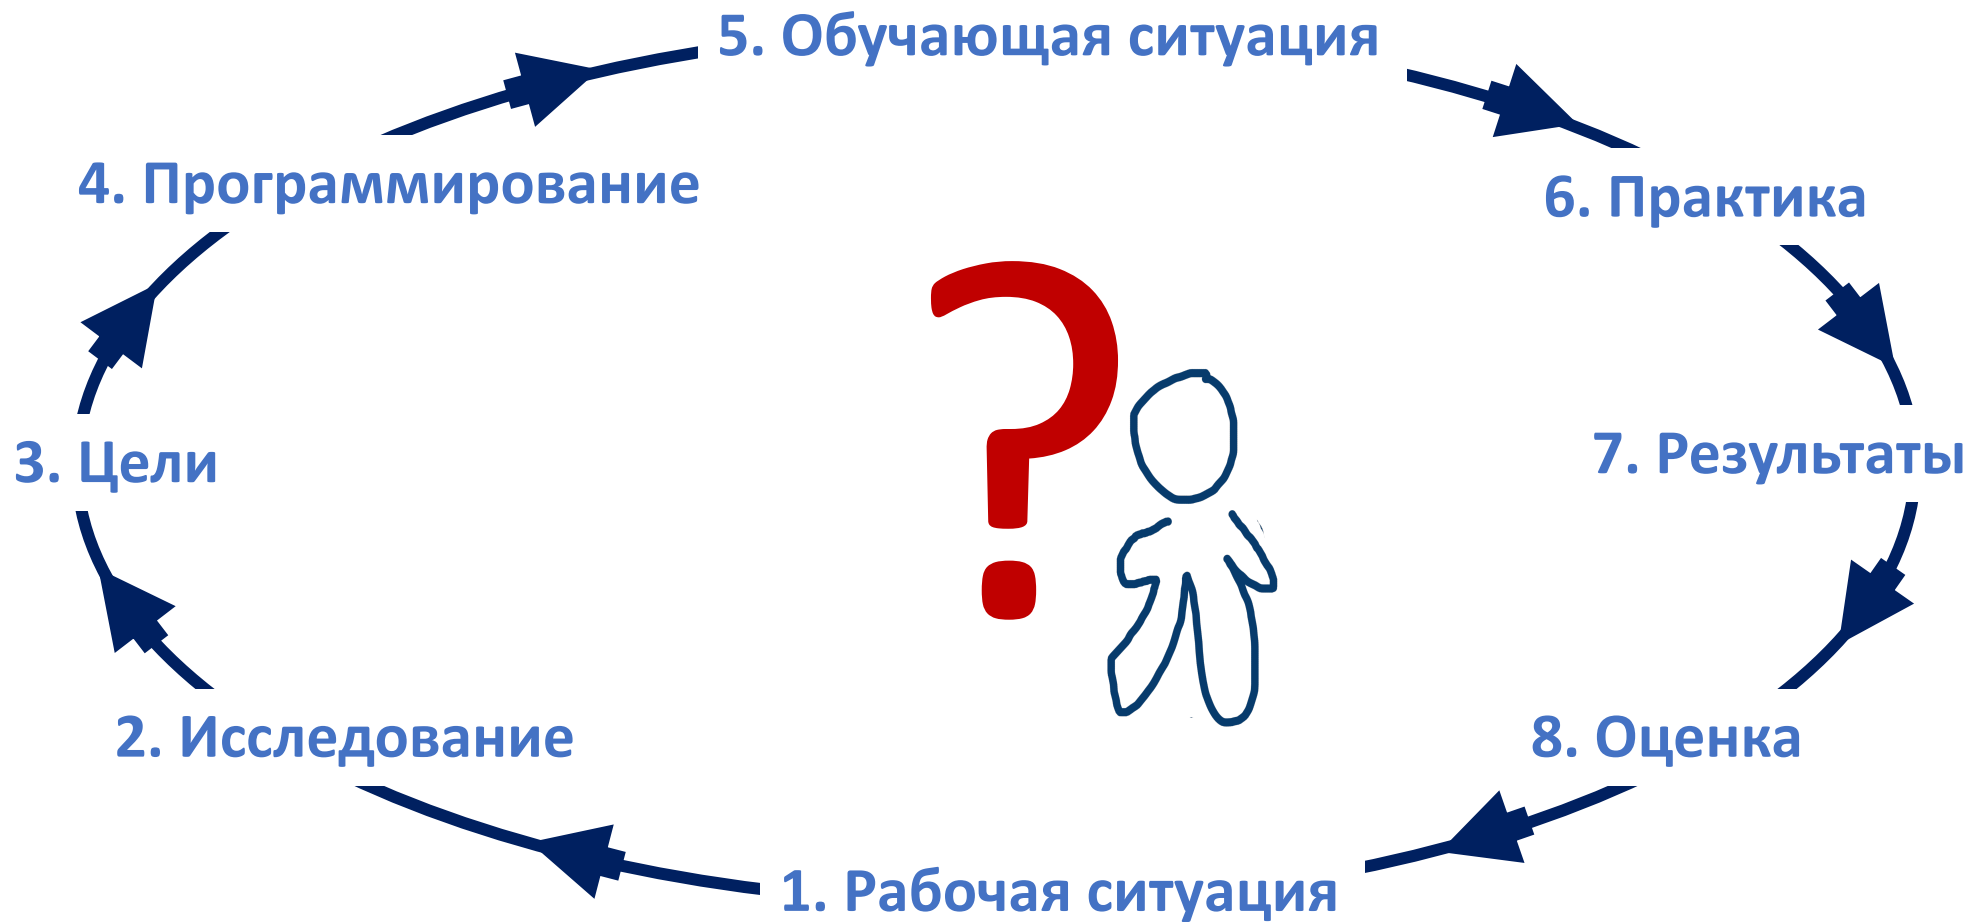 5. Обучающая ситуация
4. Программирование
6. Практика
?
3. Цели
7. Результаты
2. Исследование
8. Оценка
1. Рабочая ситуация